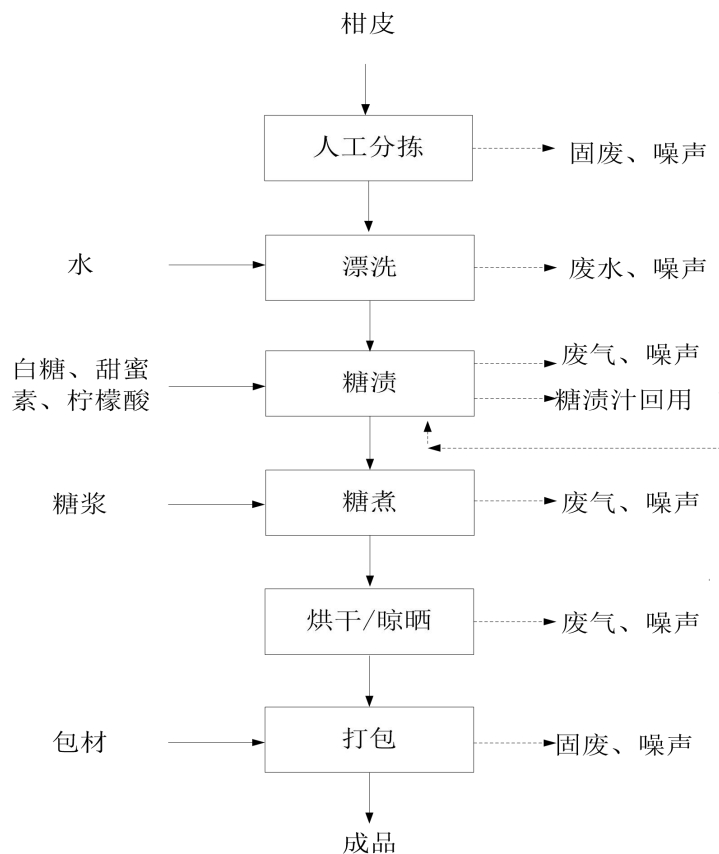 柑皮
人工分拣
固废、噪声
水
漂洗
废水、噪声
白糖、甜蜜
素、柠檬酸
糖渍
废气、噪声
糖渍汁回用
糖浆
糖煮
废气、噪声
烘干/晾晒
废气、噪声
包材
打包
固废、噪声
成品